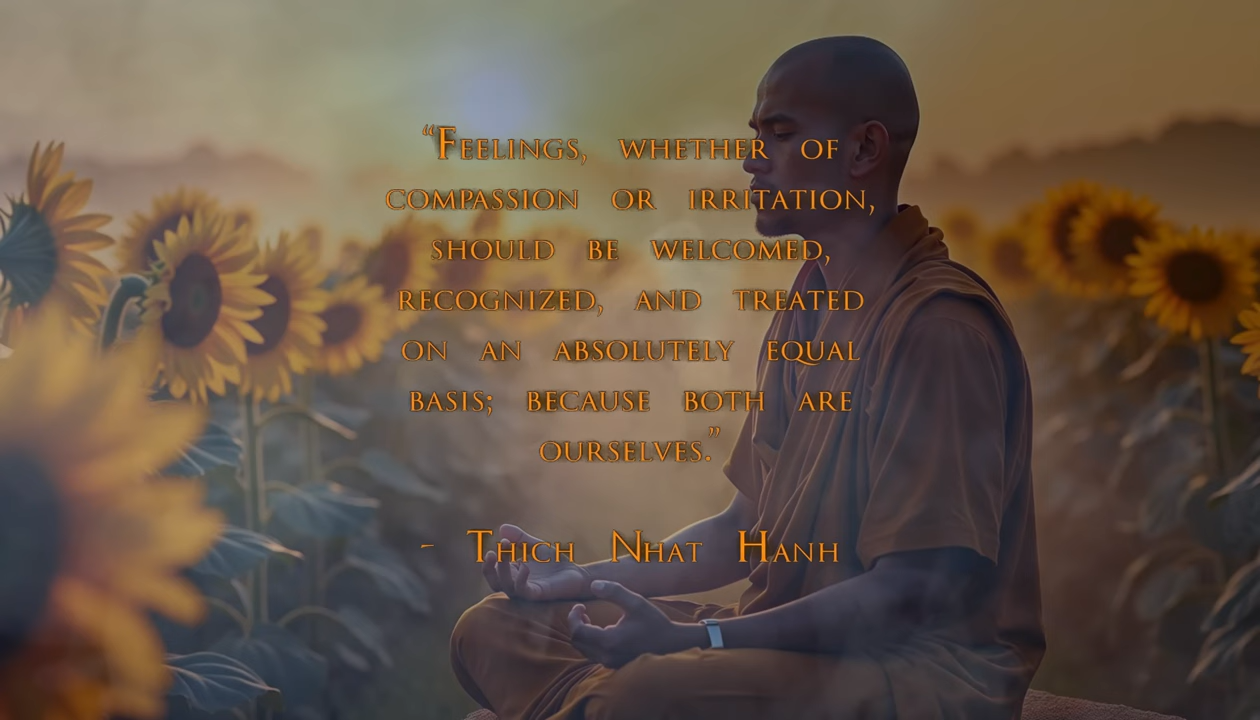 “Feelings, whether of
compassion or irritation,
should be welcomed,
recognized, and treated
on an absolutely equal
basis; because both are
ourselves.”
- Thich Nhat Hanh